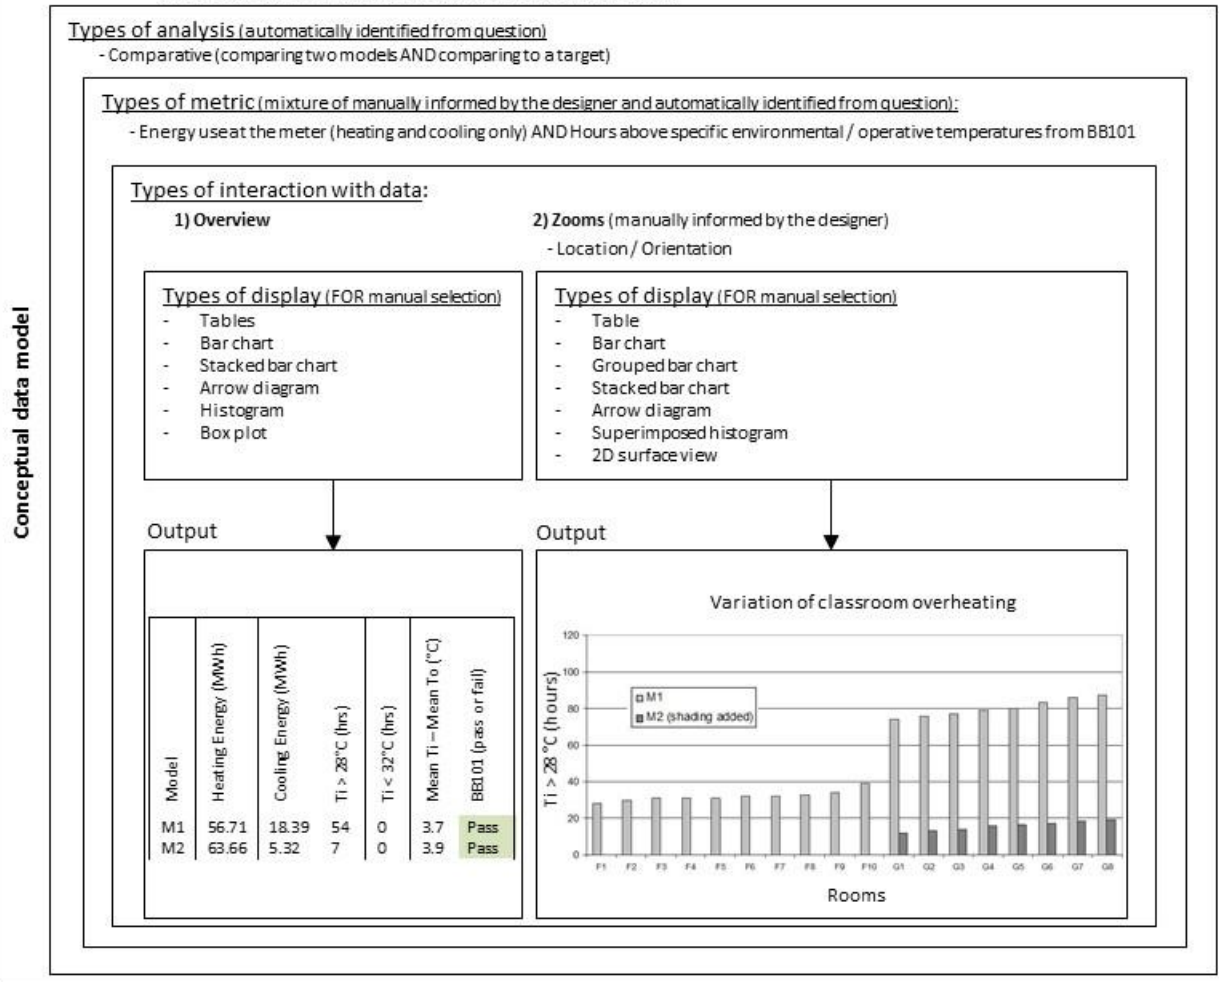 Types of analysis (automatically identified from question)
- Comparative (comparing two models AND comparing to a target)
Types of metric (mixture of manually informed by the designer and automatically identified from question):
- Energy use at the meter (heating and cooling only) AND Hours above specific environmental / operative temperatures from BB101
Types of interaction with data:
1) Overview
2) Zooms (manually informed by the designer)
- Location / Orientation
Conceptual data model
Types of display (FOR manual selection)
- Tables
- Bar chart
- Stacked bar chart
- Arrow diagram
- Histogram
- Box plot
Types of display (FOR manual selection)
- Table
- Bar chart
- Grouped bar chart
- Stacked bar chart
- Arrow diagram
- Superimposed histogram
- 2D surface view
Output
Model
Heating Energy (MWh)
Cooling Energy (MWh)
Ti > 28°C (hrs)
Ti < 32°C (hrs)
Mean Ti – Mean To (°C)
BB101 (pass or fail)
M1 56.71 18.39 54 0 3.7 Pass
M2 63.66 5.32 7 0 3.9 Pass
Output
Variation of classroom overheating
Ti > 28°C (hours)
120
100
80
60
40
20
0
M1
M2 (shading added)
F1 F2 F3 F4 F5 F6 F7 F8 F9 F10 G1 G2 G3 G4 G5 G6 G7 G8
Rooms